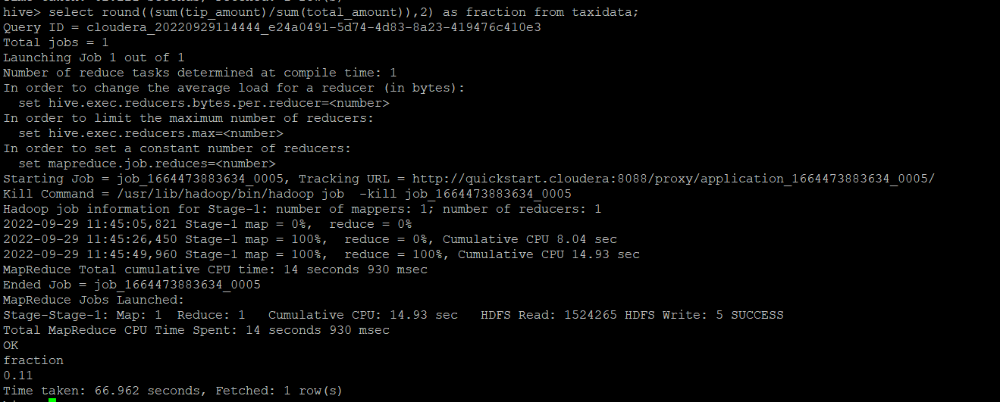 hive> select round((sum(tip_amount)/sum(total_amount)),2) as fraction from taxidata;
Query ID = cloudera_20220929114444_e24a0491-5d74-4d83-8a23-419476c410e3
Total jobs = 1
Launching Job 1 out of 1
Number of reduce tasks determined at compile time: 1
In order to change the average load for a reducer (in bytes):
  set hive.exec.reducers.bytes.per.reducer=<number>
In order to limit the maximum number of reducers:
  set hive.exec.reducers.max=<number>
In order to set a constant number of reducers:
  set mapreduce.job.reduces=<number>
Starting Job = job_1664473883634_0005, Tracking URL = http://quickstart.cloudera:8088/proxy/application_1664473883634_0005/
Kill Command = /usr/lib/hadoop/bin/hadoop job  -kill job_1664473883634_0005
Hadoop job information for Stage-1: number of mappers: 1; number of reducers: 1
2022-09-29 11:45:05,821 Stage-1 map = 0%,  reduce = 0%
2022-09-29 11:45:26,450 Stage-1 map = 100%,  reduce = 0%, Cumulative CPU 8.04 sec
2022-09-29 11:45:49,960 Stage-1 map = 100%,  reduce = 100%, Cumulative CPU 14.93 sec
MapReduce Total cumulative CPU time: 14 seconds 930 msec
Ended Job = job_1664473883634_0005
MapReduce Jobs Launched:
Stage-Stage-1: Map: 1  Reduce: 1   Cumulative CPU: 14.93 sec   HDFS Read: 1524265 HDFS Write: 5 SUCCESS
Total MapReduce CPU Time Spent: 14 seconds 930 msec
OK
fraction
0.11
Time taken: 66.962 seconds, Fetched: 1 row(s)